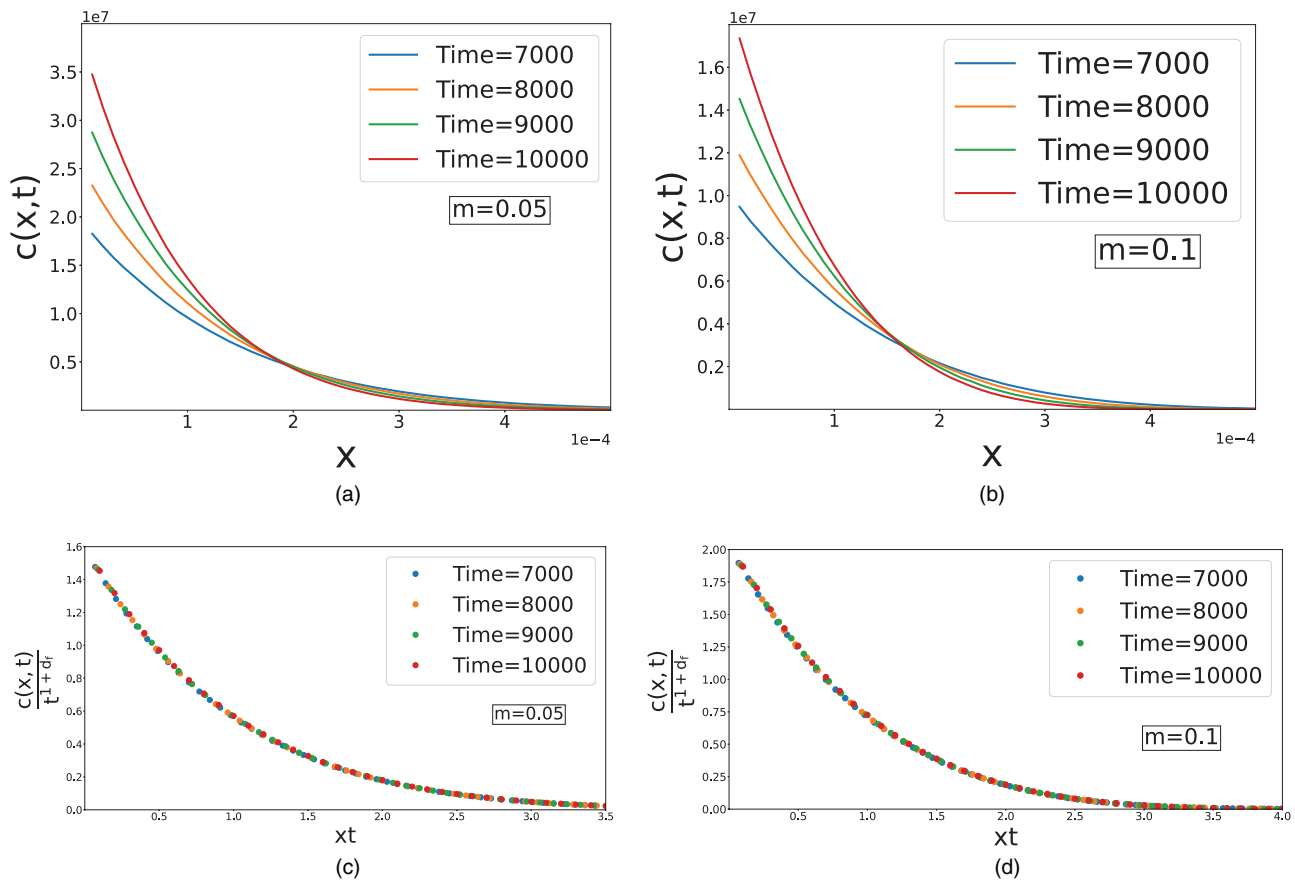 1e7
c(x,t)
3.5
3.0
2.5
2.0
1.5
1.0
0.5
Time=7000
Time=8000
Time=9000
Time=10000
m=0.05
1 2 3 4
1e−4
x
(a)
1e7
c(x,t)
1.6
1.4
1.2
1.0
0.8
0.6
0.4
0.2
Time=7000
Time=8000
Time=9000
Time=10000
m=0.1
1 2 3 4
1e−4
x
(b)
c(x, t)
t^{1 + d_f}
1.6
1.4
1.2
1.0
0.8
0.6
0.4
0.2
0.0
Time=7000
Time=8000
Time=9000
Time=10000
m=0.05
0.5 1.0 1.5 2.0 2.5 3.0 3.5
xt
(c)
c(x, t)
t^{1 + d_f}
2.00
1.75
1.50
1.25
1.00
0.75
0.50
0.25
0.00
Time=7000
Time=8000
Time=9000
Time=10000
m=0.1
0.5 1.0 1.5 2.0 2.5 3.0 3.5 4.0
xt
(d)